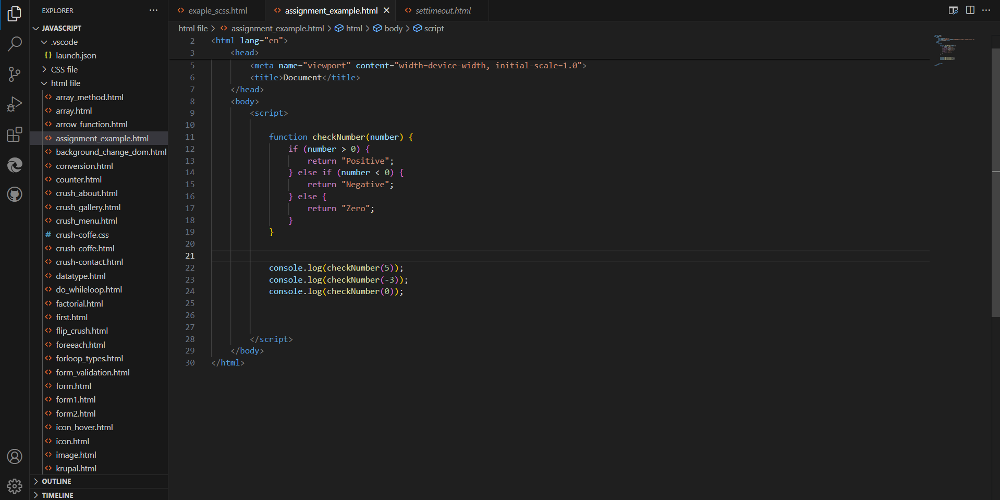 EXPLORER
JAVASCRIPT
.vscode
{} launch.json
CSS file
html file
array_method.html
array.html
arrow_function.html
assignment_example.html
background_change_dom.html
conversion.html
counter.html
crush_about.html
crush_gallery.html
crush_menu.html
# crush-coffe.css
crush-coffe.html
crush-contact.html
datatype.html
do_whileloop.html
factorial.html
first.html
flip_crush.html
foreeach.html
forloop_types.html
form_validation.html
form.html
form1.html
form2.html
icon_hover.html
icon.html
image.html
krupal.html
OUTLINE
TIMELINE
exaple_scss.html assignment_example.html settimeout.html
html file > assignment_example.html > html > body > script
2 <html lang="en">
3 <head>
5 <meta name="viewport" content="width=device-width, initial-scale=1.0">
6 <title>Document</title>
7 </head>
8 <body>
9 <script>
10
11 function checkNumber(number) {
12 if (number > 0) {
13 return "Positive";
14 } else if (number < 0) {
15 return "Negative";
16 } else {
17 return "Zero";
18 }
19 }
20
21
22 console.log(checkNumber(5));
23 console.log(checkNumber(-3));
24 console.log(checkNumber(0));
25
26
27
28 </script>
29 </body>
30 </html>